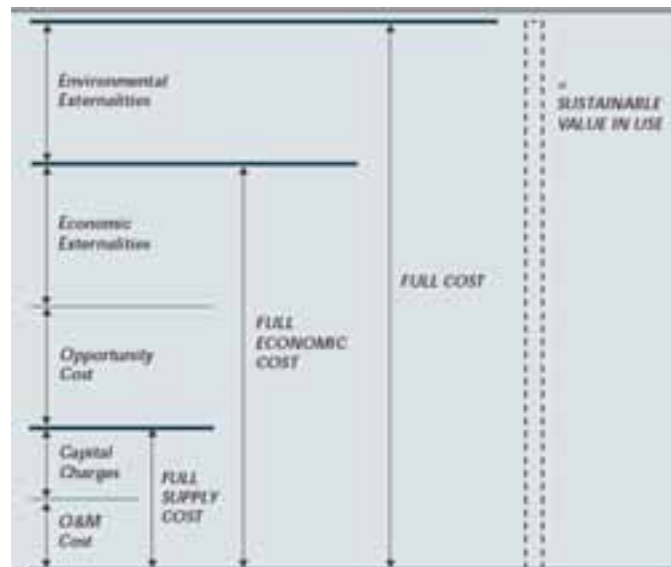 Environmental
Externalities
=
SUSTAINABLE
VALUE IN USE
Economic
Externalities
FULL COST
FULL
ECONOMIC
COST
Opportunity
Cost
Capital
Charges
FULL
SUPPLY
COST
O&M
Cost